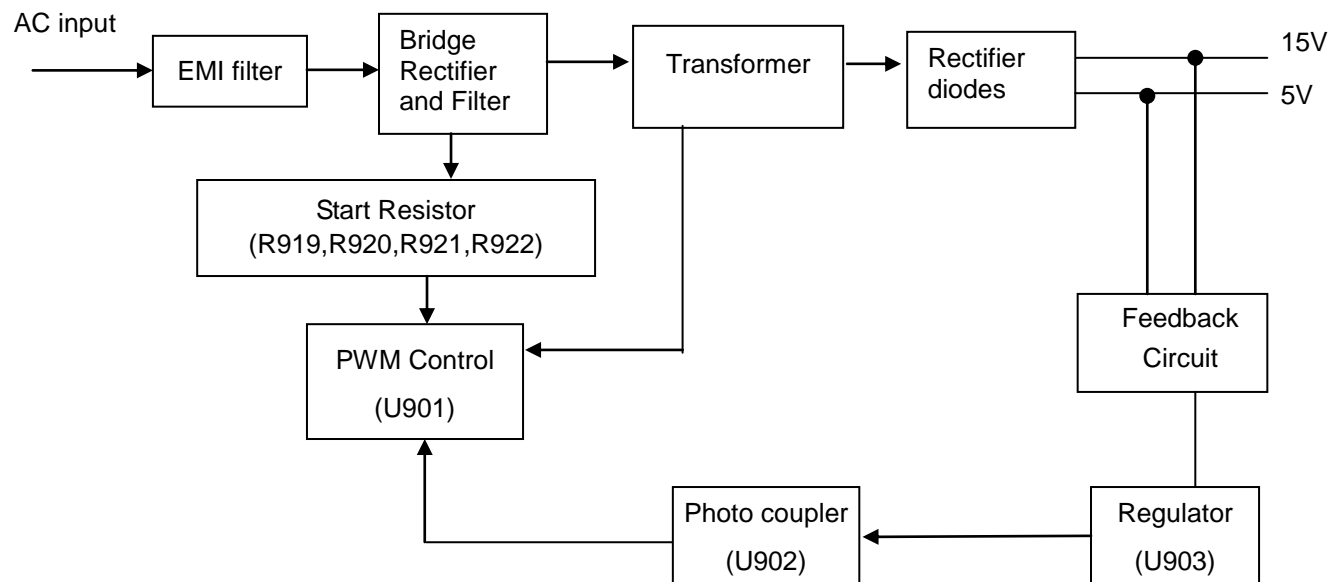 AC input
EMI filter
Bridge
Rectifier
and Filter
Transformer
Rectifier
diodes
15V
5V
Start Resistor
(R919,R920,R921,R922)
PWM Control
(U901)
Feedback
Circuit
Photo coupler
(U902)
Regulator
(U903)